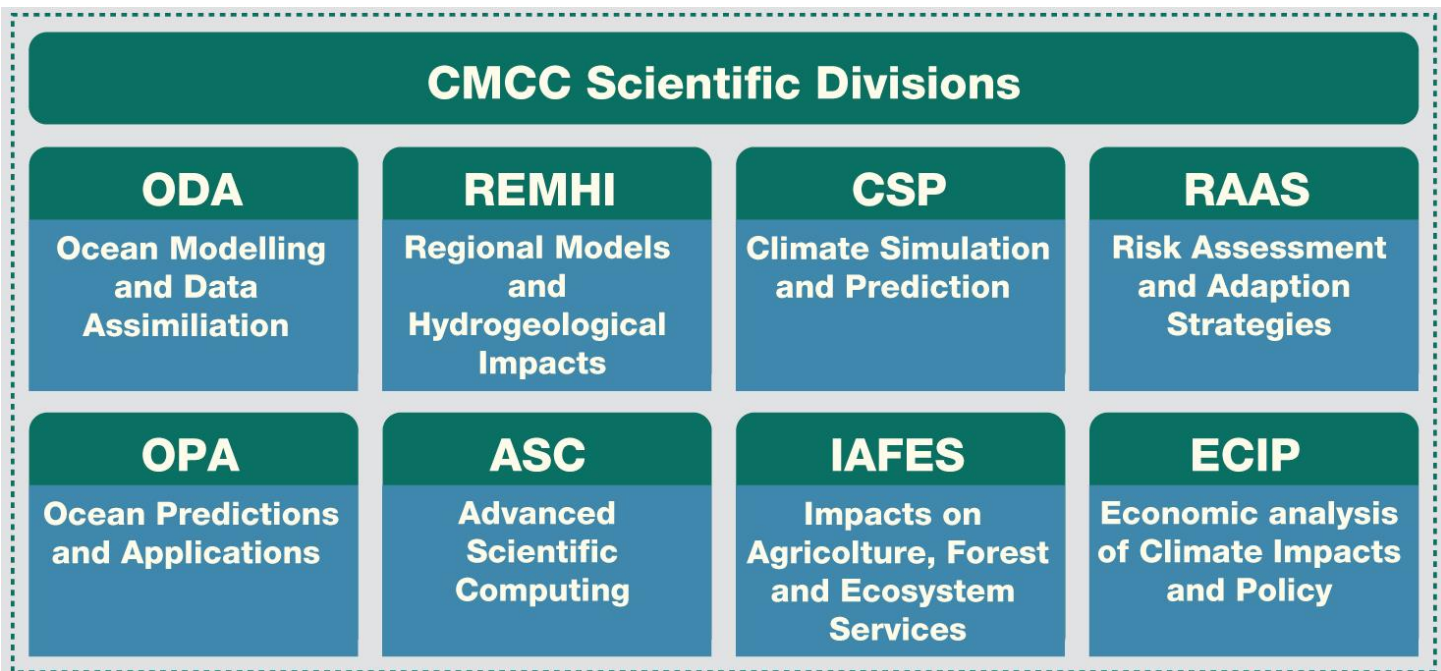 CMCC Scientific Divisions
ODA
Ocean Modelling
and Data
Assimiliation
REMHI
Regional Models
and
Hydrogeological
Impacts
CSP
Climate Simulation
and Prediction
RAAS
Risk Assessment
and Adaption
Strategies
OPA
Ocean Predictions
and Applications
ASC
Advanced
Scientific
Computing
IAFES
Impacts on
Agricolture, Forest
and Ecosystem
Services
ECIP
Economic analysis
of Climate Impacts
and Policy